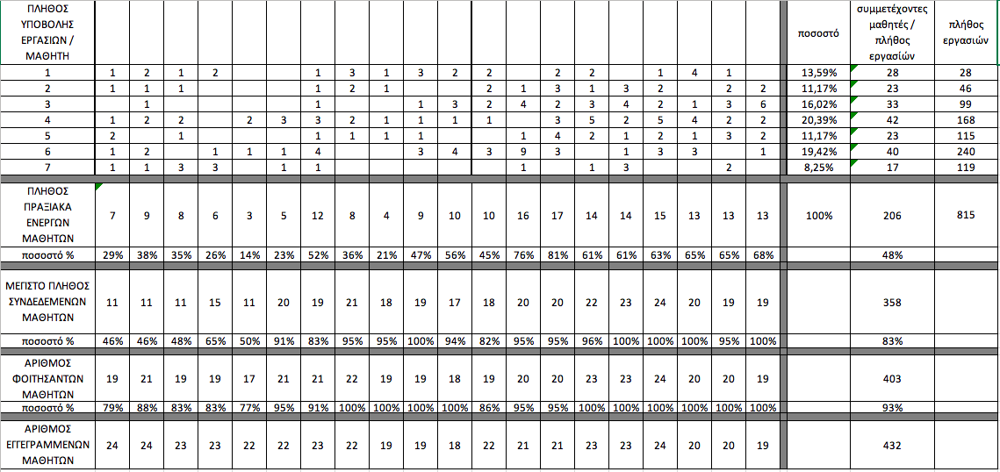 ΠΛΗΘΟΣ ΥΠΟΒΟΛΗΣ ΕΡΓΑΣΙΩΝ / ΜΑΘΗΤΗ ποσοστό συμμετέχοντες μαθητές / πλήθος εργασίών πλήθος εργασιών
1 1 2 1 2 1 3 1 3 2 2 2 2 1 4 1 13,59% 28 28
2 1 1 1 1 2 1 2 1 3 1 3 2 2 2 11,17% 23 46
3 1 1 1 3 2 4 2 3 4 2 1 3 6 16,02% 33 99
4 1 2 2 2 3 3 2 1 1 1 1 3 5 2 5 4 2 2 20,39% 42 168
5 2 1 1 1 1 1 1 4 2 1 2 1 3 2 11,17% 23 115
6 1 2 1 1 1 4 3 4 3 9 3 1 3 3 1 19,42% 40 240
7 1 1 3 3 1 1 1 1 3 2 8,25% 17 119
ΠΛΗΘΟΣ ΠΡΑΞΙΑΚΑ ΕΝΕΡΓΩΝ ΜΑΘΗΤΩΝ 7 9 8 6 3 5 12 8 4 9 10 10 16 17 14 14 15 13 13 13 100% 206 815
ποσοστό % 29% 38% 35% 26% 14% 23% 52% 36% 21% 47% 56% 45% 76% 81% 61% 61% 63% 65% 65% 68% 48%
ΜΕΓΙΣΤΟ ΠΛΗΘΟΣ ΣΥΝΔΕΔΕΜΕΝΩΝ ΜΑΘΗΤΩΝ 11 11 11 15 11 20 19 21 18 19 17 18 20 20 22 23 24 20 19 19 358
ποσοστό % 46% 46% 48% 65% 50% 91% 83% 95% 95% 100% 94% 82% 95% 95% 96% 100% 100% 100% 95% 100% 83%
ΑΡΙΘΜΟΣ ΦΟΙΤΗΣΑΝΤΩΝ ΜΑΘΗΤΩΝ 19 21 19 19 17 21 21 22 19 19 18 19 20 20 23 23 24 20 20 19 403
ποσοστό % 79% 88% 83% 83% 77% 95% 91% 100% 100% 100% 100% 86% 95% 95% 100% 100% 100% 100% 100% 100% 93%
ΑΡΙΘΜΟΣ ΕΓΓΕΓΡΑΜΜΕΝΩΝ ΜΑΘΗΤΩΝ 24 24 23 23 22 22 23 22 19 19 18 22 21 21 23 23 24 20 20 19 432